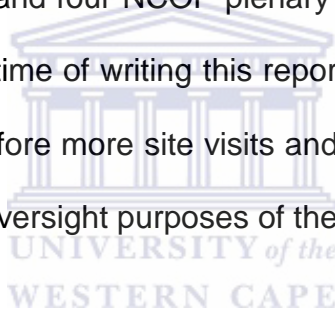 and four NCOP plenary
time of writing this repor
fore more site visits and
versight purposes of the
UNIVERSITY of the
WESTERN CAPE